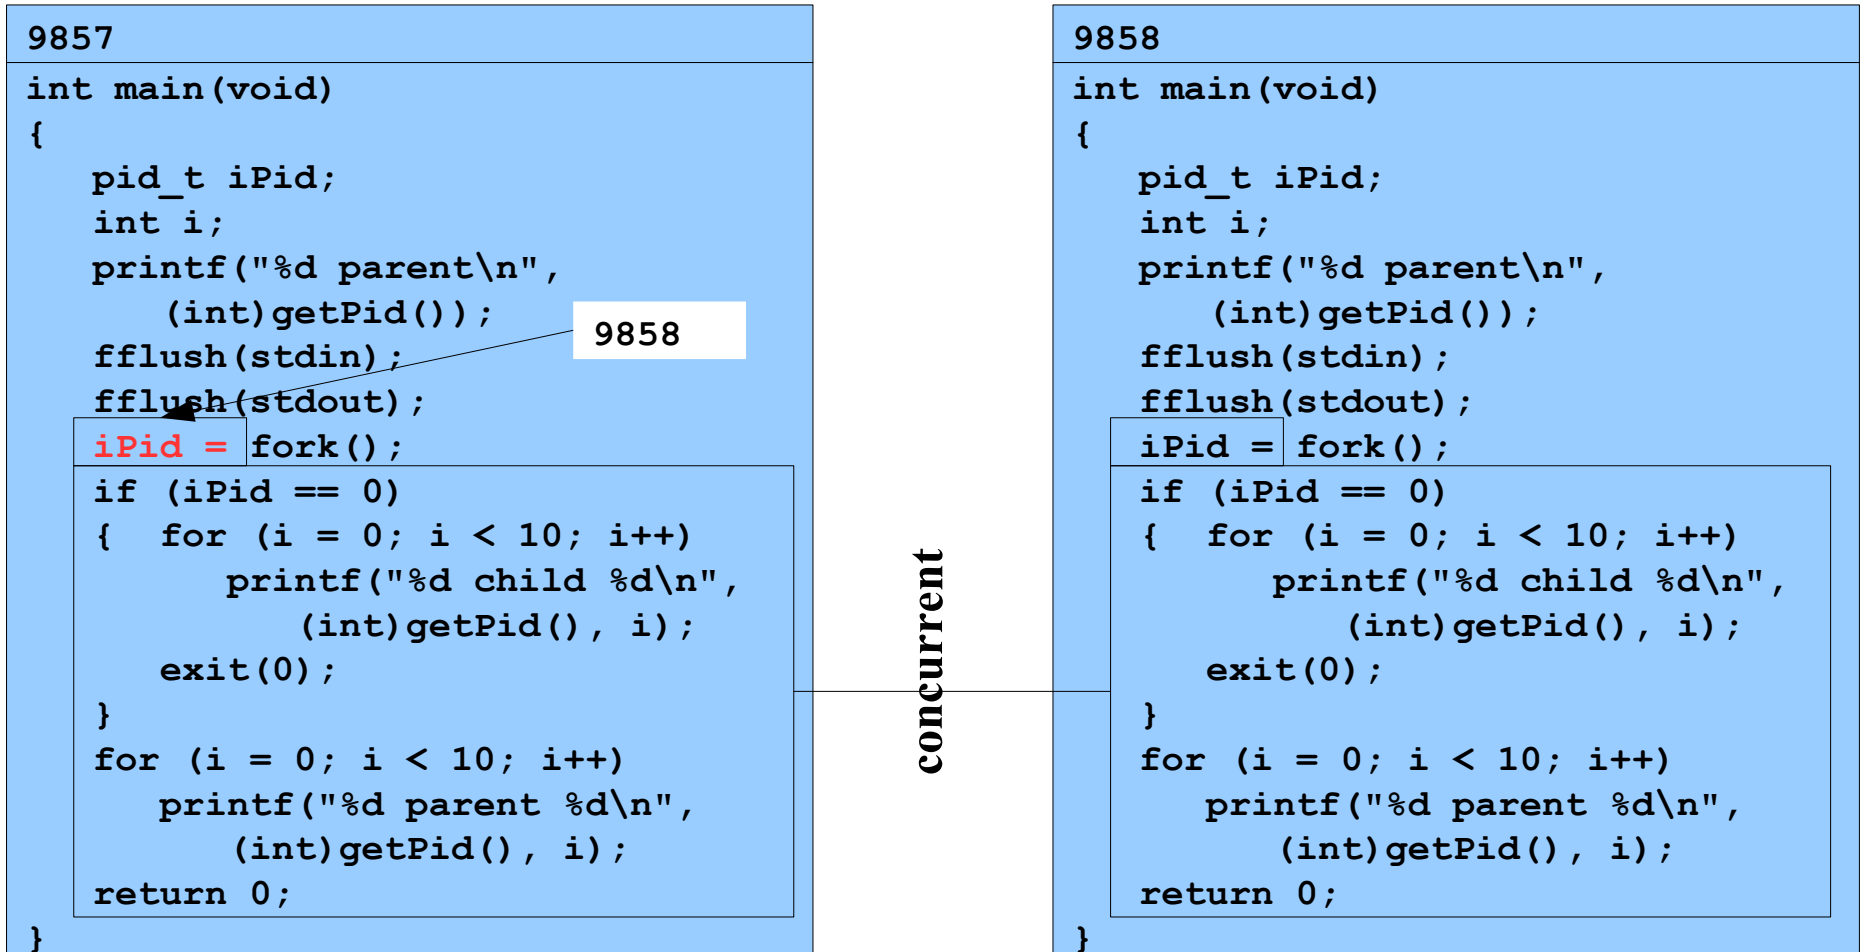 9857
int main(void)
{
   pid_t iPid;
   int i;
   printf("%d parent\n",
      (int)getPid());
   fflush(stdin);
   fflush(stdout);
   iPid = fork();
   if (iPid == 0)
   {  for (i = 0; i < 10; i++)
         printf("%d child %d\n",
            (int)getPid(), i);
      exit(0);
   }
   for (i = 0; i < 10; i++)
      printf("%d parent %d\n",
         (int)getPid(), i);
   return 0;
}
9858
concurrent
9858
int main(void)
{
   pid_t iPid;
   int i;
   printf("%d parent\n",
      (int)getPid());
   fflush(stdin);
   fflush(stdout);
   iPid = fork();
   if (iPid == 0)
   {  for (i = 0; i < 10; i++)
         printf("%d child %d\n",
            (int)getPid(), i);
      exit(0);
   }
   for (i = 0; i < 10; i++)
      printf("%d parent %d\n",
         (int)getPid(), i);
   return 0;
}